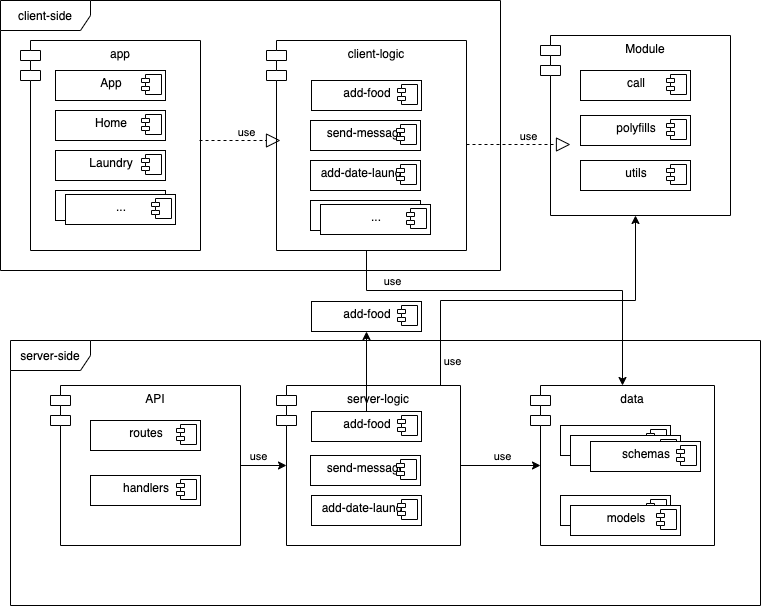 client-side
app
App
Home
Laundry
...
use
client-logic
add-food
send-messag
add-date-laun
...
use
Module
call
polyfills
utils
use
add-food
use
server-side
API
routes
handlers
use
server-logic
add-food
send-messag
add-date-laun
use
data
schemas
models